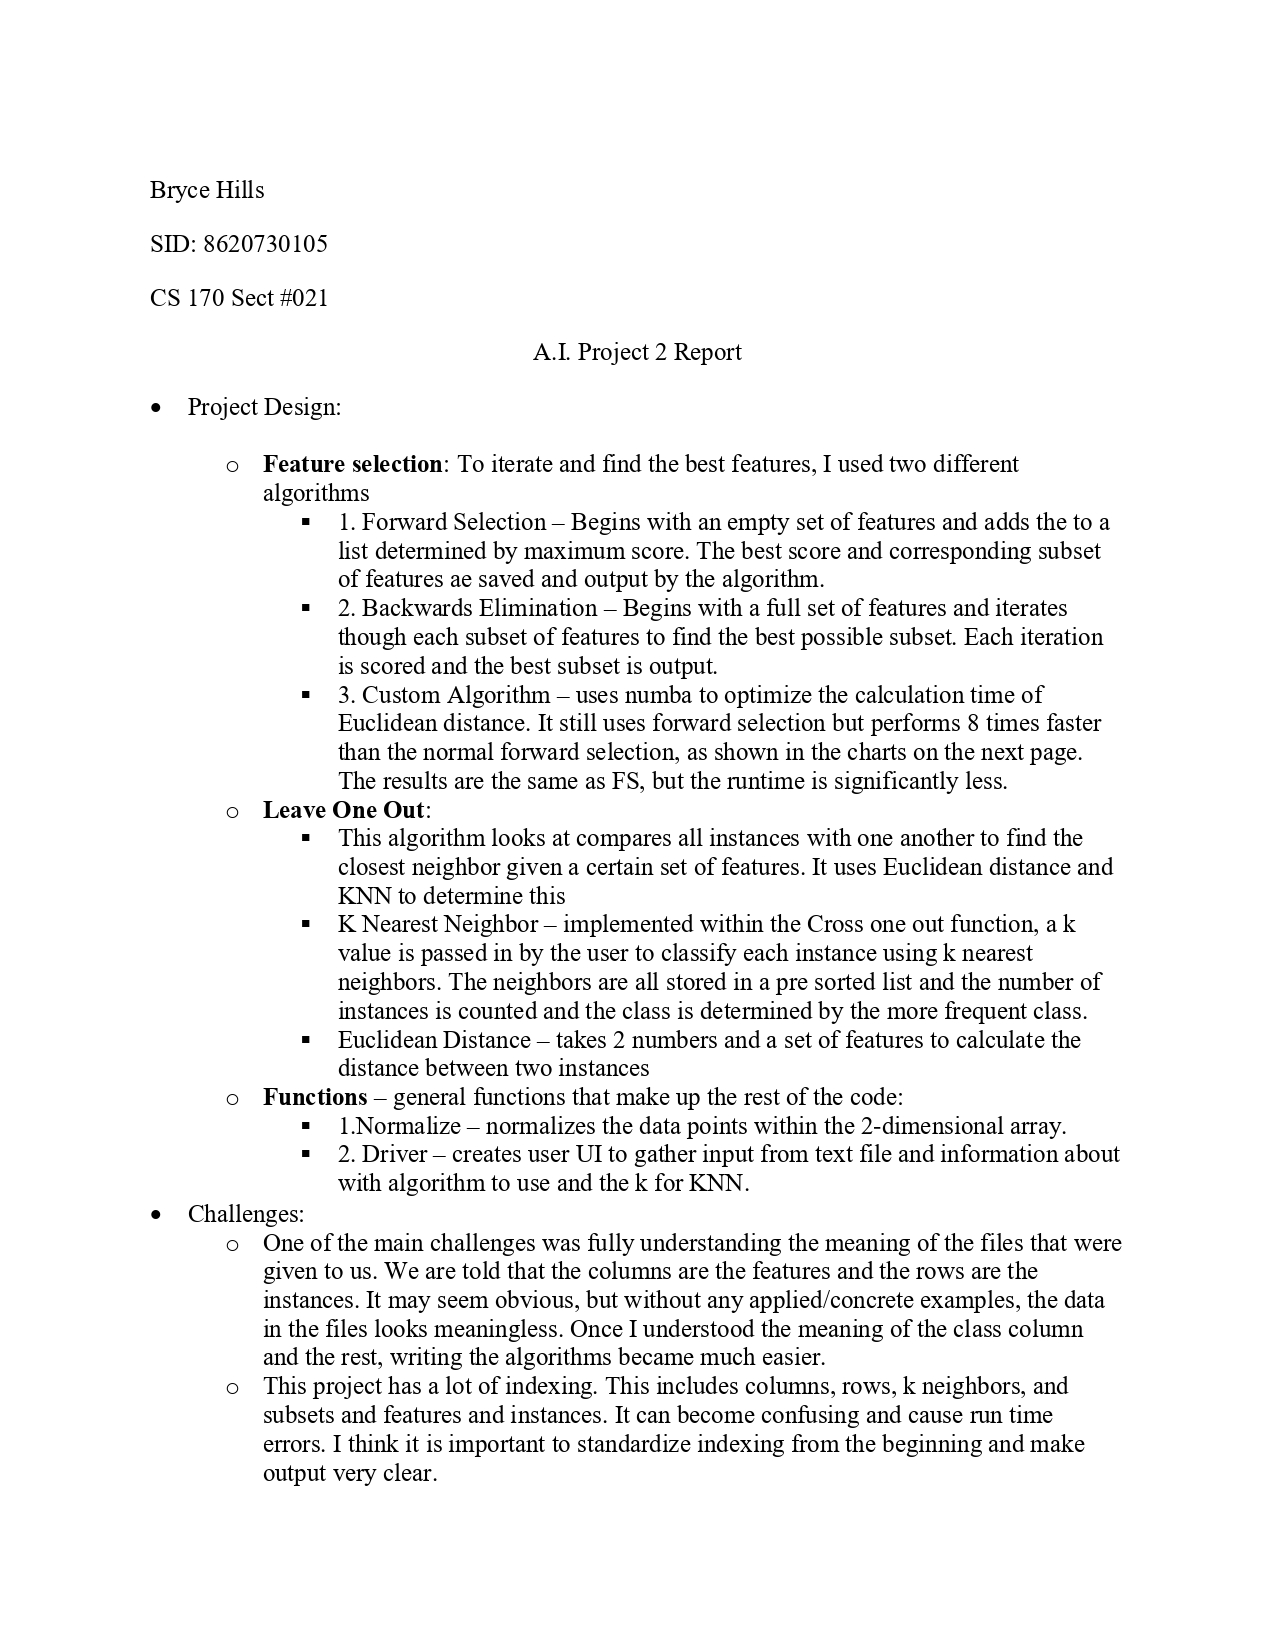 Bryce Hills
SID: 8620730105
CS 170 Sect #021
A.I. Project 2 Report
• Project Design:
o Feature selection: To iterate and find the best features, I used two different
algorithms
▪ 1. Forward Selection – Begins with an empty set of features and adds the to a
list determined by maximum score. The best score and corresponding subset
of features ae saved and output by the algorithm.
▪ 2. Backwards Elimination – Begins with a full set of features and iterates
though each subset of features to find the best possible subset. Each iteration
is scored and the best subset is output.
▪ 3. Custom Algorithm – uses numba to optimize the calculation time of
Euclidean distance. It still uses forward selection but performs 8 times faster
than the normal forward selection, as shown in the charts on the next page.
The results are the same as FS, but the runtime is significantly less.
o Leave One Out:
▪ This algorithm looks at compares all instances with one another to find the
closest neighbor given a certain set of features. It uses Euclidean distance and
KNN to determine this
▪ K Nearest Neighbor – implemented within the Cross one out function, a k
value is passed in by the user to classify each instance using k nearest
neighbors. The neighbors are all stored in a pre sorted list and the number of
instances is counted and the class is determined by the more frequent class.
▪ Euclidean Distance – takes 2 numbers and a set of features to calculate the
distance between two instances
o Functions – general functions that make up the rest of the code:
▪ 1.Normalize – normalizes the data points within the 2-dimensional array.
▪ 2. Driver – creates user UI to gather input from text file and information about
with algorithm to use and the k for KNN.
• Challenges:
o One of the main challenges was fully understanding the meaning of the files that were
given to us. We are told that the columns are the features and the rows are the
instances. It may seem obvious, but without any applied/concrete examples, the data
in the files looks meaningless. Once I understood the meaning of the class column
and the rest, writing the algorithms became much easier.
o This project has a lot of indexing. This includes columns, rows, k neighbors, and
subsets and features and instances. It can become confusing and cause run time
errors. I think it is important to standardize indexing from the beginning and make
output very clear.